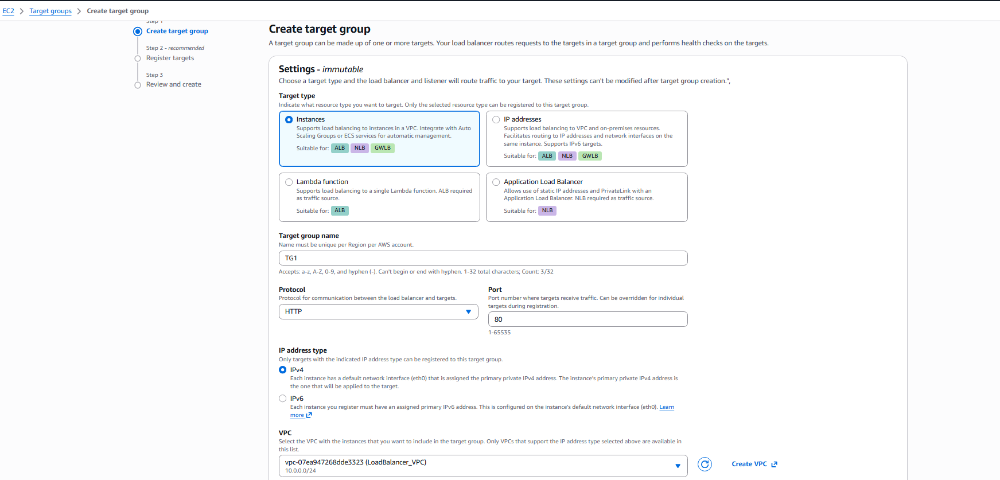 EC2 > Target groups > Create target group
Step 1
Create target group
Step 2 - recommended
Register targets
Step 3
Review and create
Create target group
A target group can be made up of one or more targets. Your load balancer routes requests to the targets in a target group and performs health checks on the targets.
Settings - immutable
Choose a target type and the load balancer and listener will route traffic to your target. These settings can't be modified after target group creation.",
Target type
Indicate what resource type you want to target. Only the selected resource type can be registered to this target group.
Instances
Supports load balancing to instances in a VPC. Integrate with Auto
Scaling Groups or ECS services for automatic management.
Suitable for: ALB NLB GWLB
IP addresses
Supports load balancing to VPC and on-premises resources.
Facilitates routing to IP addresses and network interfaces on the
same instance. Supports IPv6 targets.
Suitable for: ALB NLB GWLB
Lambda function
Supports load balancing to a single Lambda function. ALB required
as traffic source.
Suitable for: ALB
Application Load Balancer
Allows use of static IP addresses and PrivateLink with an
Application Load Balancer. NLB required as traffic source.
Suitable for: NLB
Target group name
Name must be unique per Region per AWS account.
TG1
Accepts: a-z, A-Z, 0-9, and hyphen (-). Can't begin or end with hyphen. 1-32 total characters; Count: 3/32
Protocol
Protocol for communication between the load balancer and targets.
HTTP
Port
Port number where targets receive traffic. Can be overridden for individual
targets during registration.
80
1-65535
IP address type
Only targets with the indicated IP address type can be registered to this target group.
IPv4
Each instance has a default network interface (eth0) that is assigned the primary private IPv4 address. The instance's primary private IPv4 address is
the one that will be applied to the target.
IPv6
Each instance you register must have an assigned primary IPv6 address. This is configured on the instance's default network interface (eth0). Learn
more
VPC
Select the VPC with the instances that you want to include in the target group. Only VPCs that support the IP address type selected above are available in
this list.
vpc-07ea947268dde3323 (LoadBalancer_VPC)
10.0.0.0/24
Create VPC